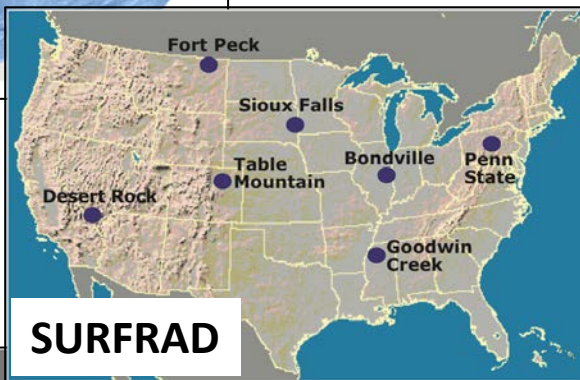 Fort Peck
Sioux Falls
Table
Mountain
Bondville
Penn
State
Desert Rock
Goodwin
Creek
SURFRAD